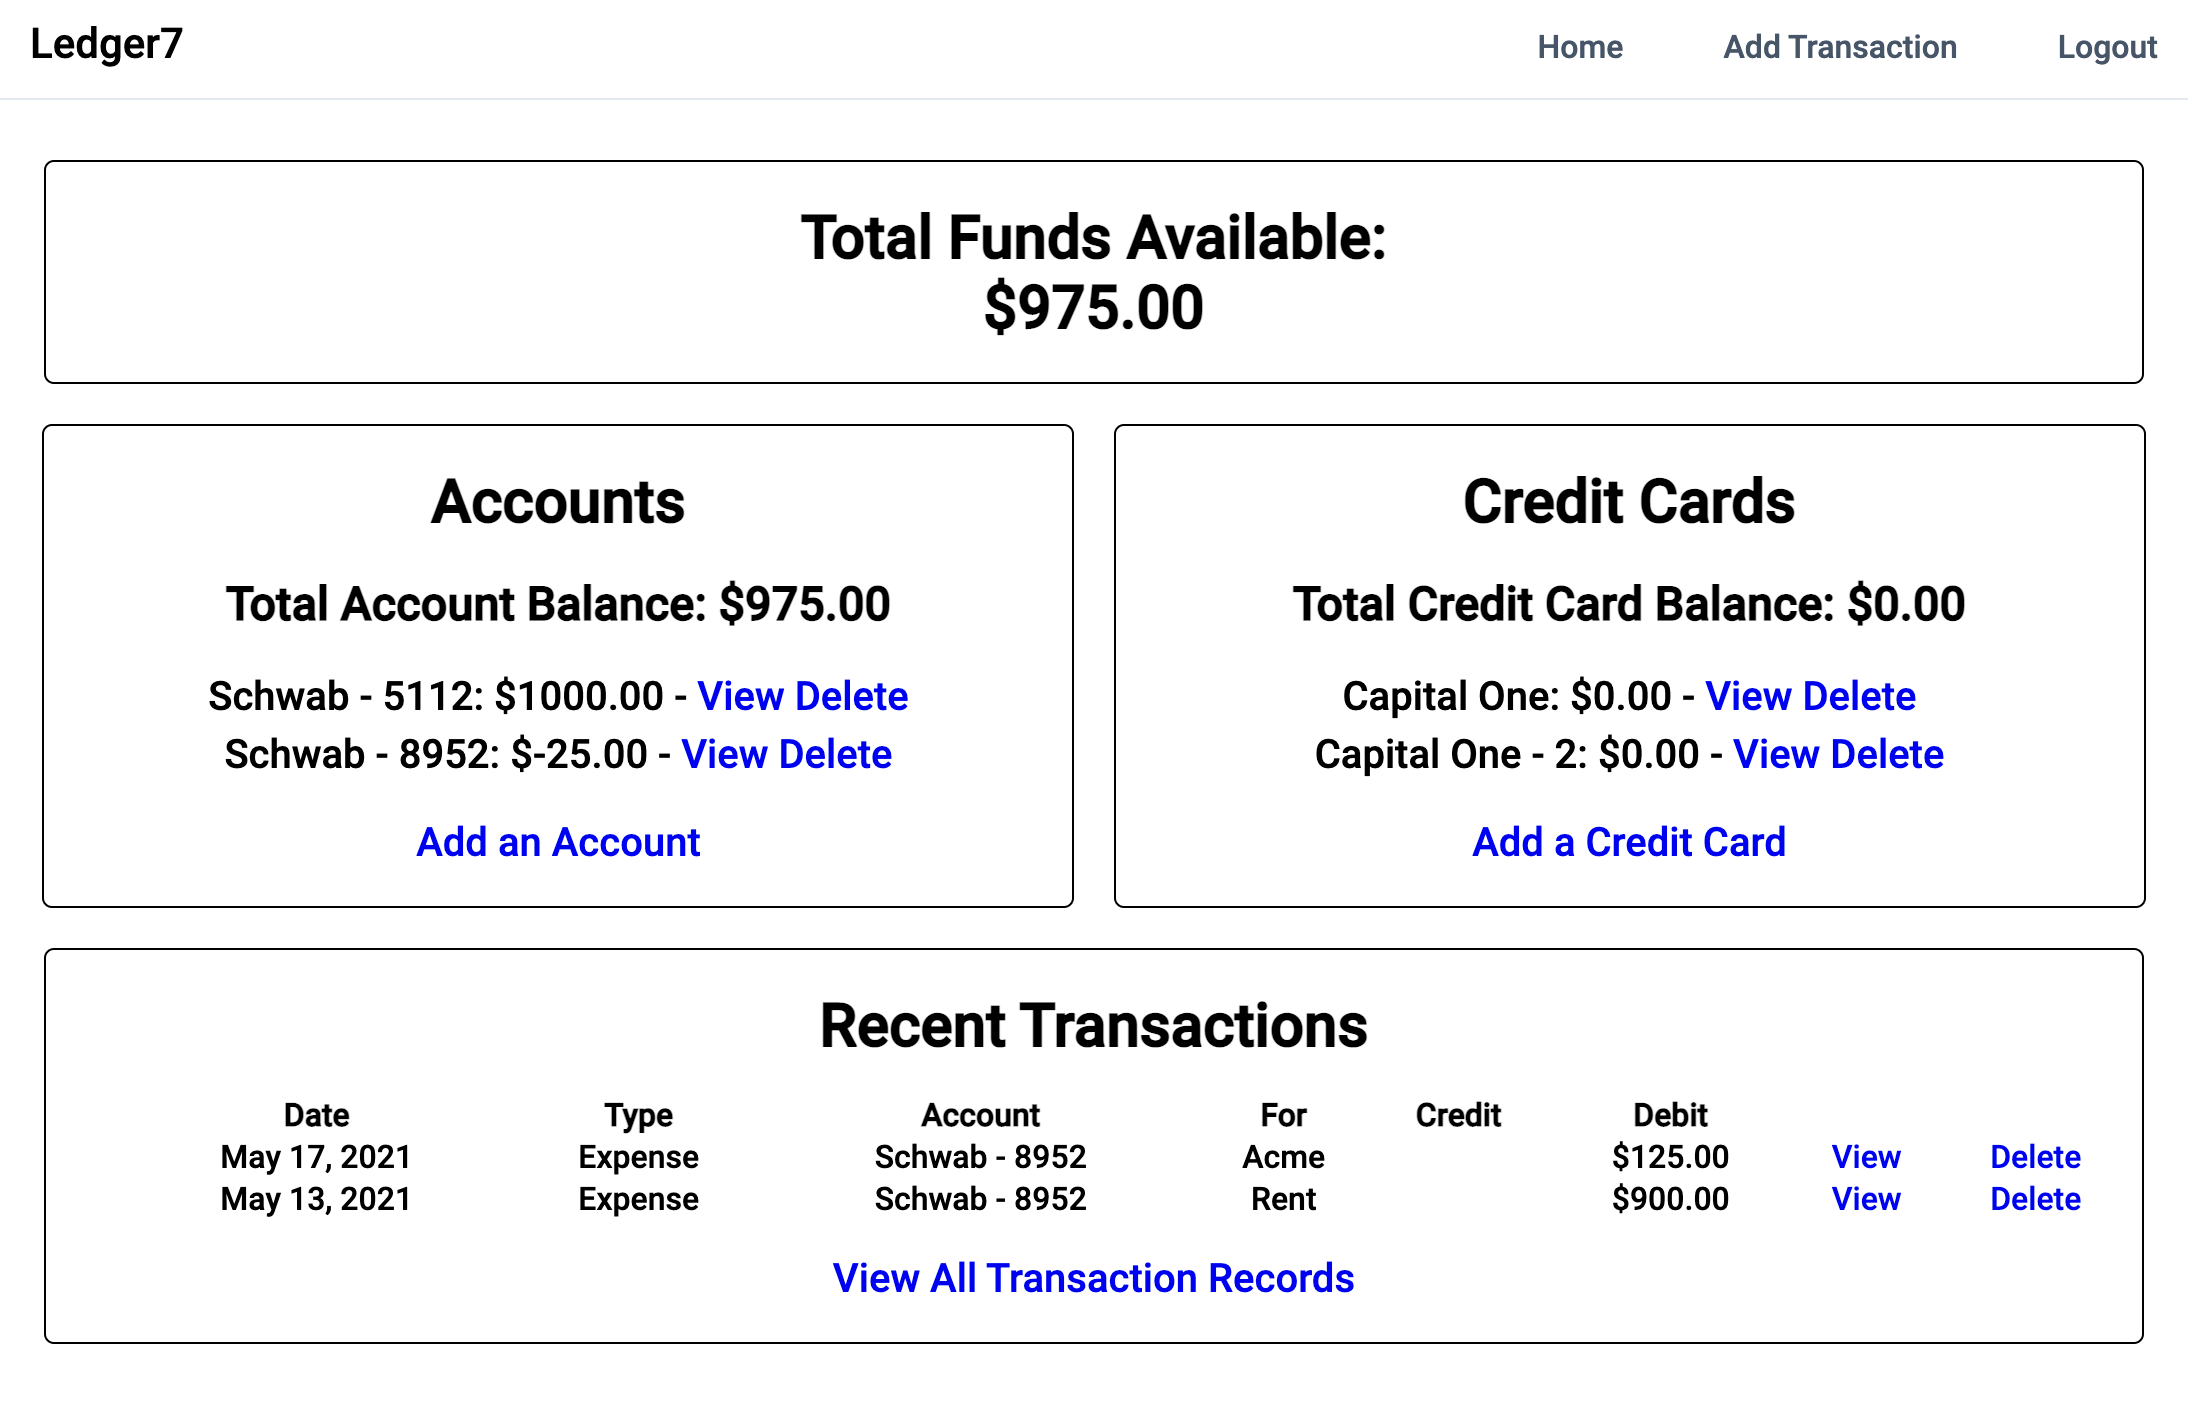 Ledger7 Home Add Transaction Logout
Total Funds Available:
$975.00
Accounts
Total Account Balance: $975.00
Schwab - 5112: $1000.00 - View Delete
Schwab - 8952: $-25.00 - View Delete
Add an Account
Credit Cards
Total Credit Card Balance: $0.00
Capital One: $0.00 - View Delete
Capital One - 2: $0.00 - View Delete
Add a Credit Card
Recent Transactions
Date Type Account For Credit Debit
May 17, 2021 Expense Schwab - 8952 Acme $125.00 View Delete
May 13, 2021 Expense Schwab - 8952 Rent $900.00 View Delete
View All Transaction Records